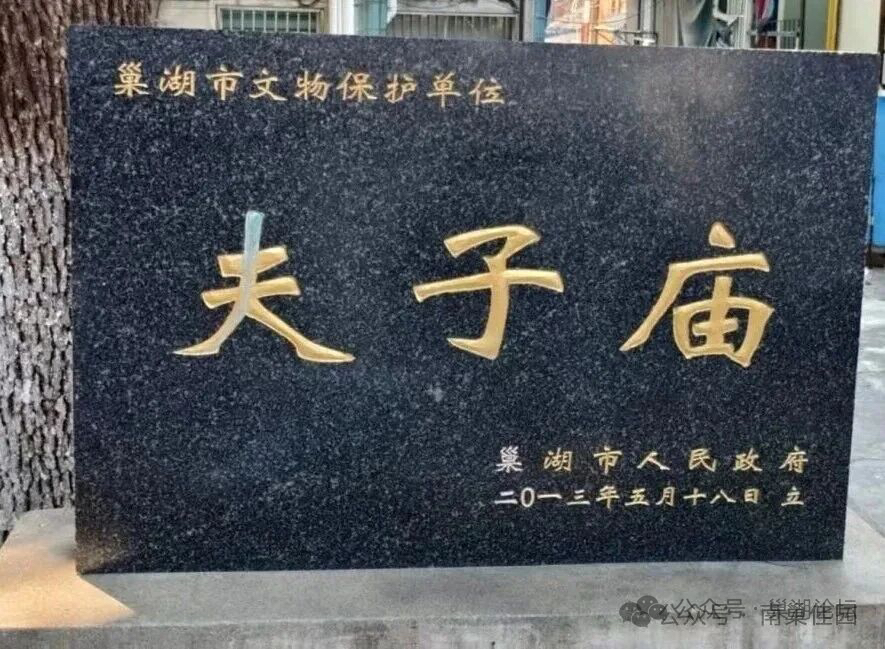 巢湖市文物保护单位
夫子庙
巢湖市人民政府
二0一三年五月十八日 立
公众号·南巢佳园